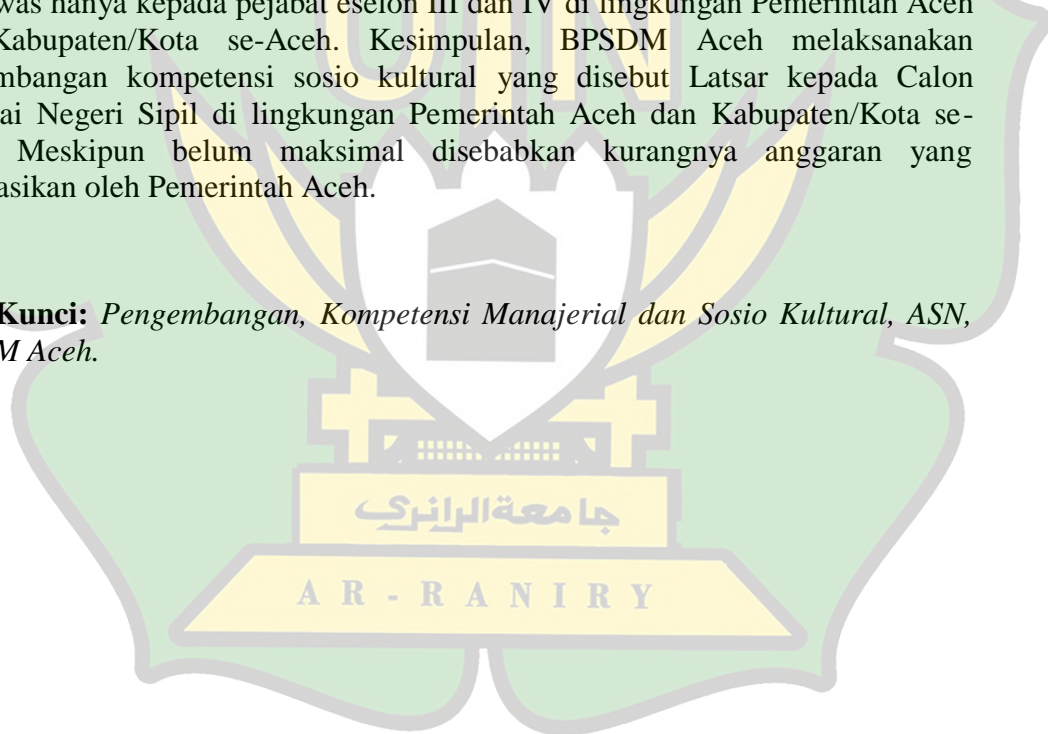 was hanya kepada pejabat eselon III dan IV di lingkungan Pemerintah Aceh
Kabupaten/Kota se-Aceh. Kesimpulan, BPSDM Aceh melaksanakan
mbangan kompetensi sosio kultural yang disebut Latsar kepada Calon
ai Negeri Sipil di lingkungan Pemerintah Aceh dan Kabupaten/Kota se-
Meskipun belum maksimal disebabkan kurangnya anggaran yang
asikan oleh Pemerintah Aceh.
Kunci: Pengembangan, Kompetensi Manajerial dan Sosio Kultural, ASN,
M Aceh.
UIN
جامعة الرانري
AR-RANIRY